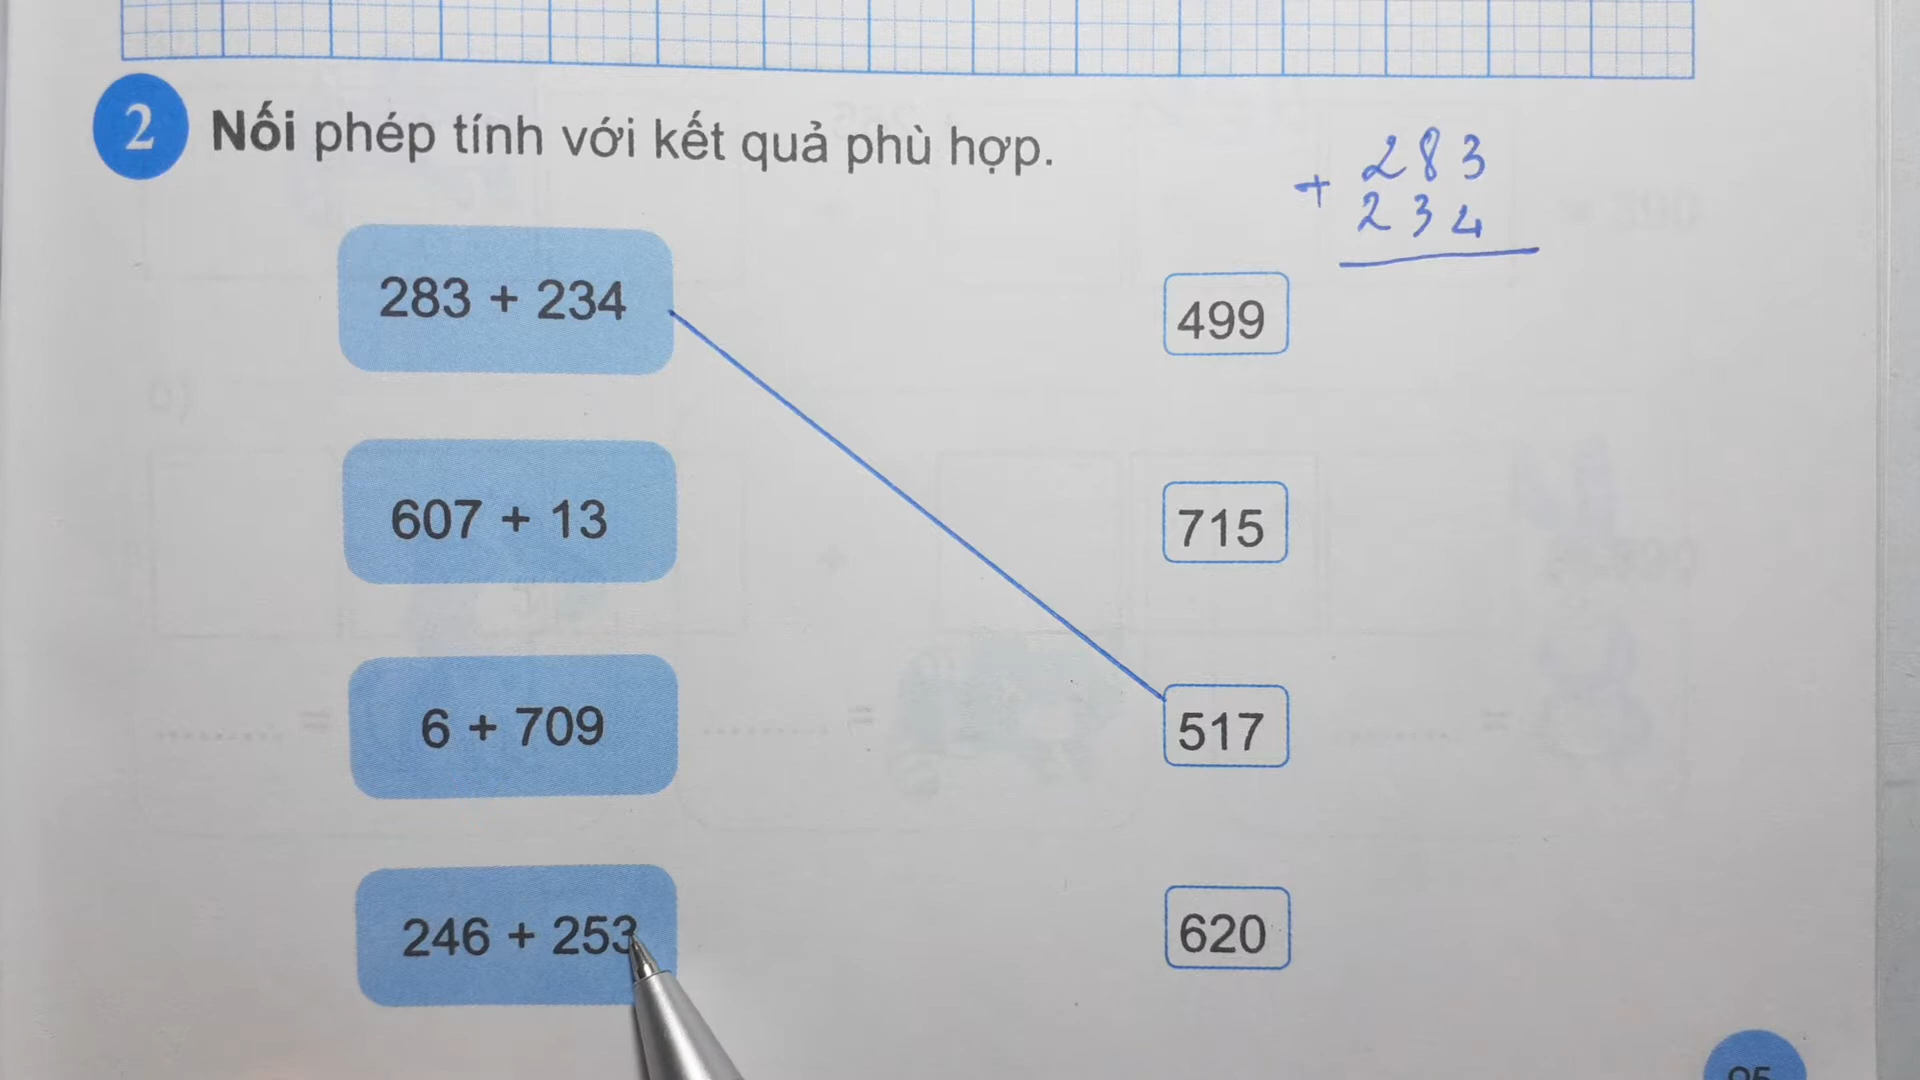 2 Nối phép tính với kết quả phù hợp.
+ 283
234
283 + 234
499
607 + 13
715
6 + 709
517
246 + 253
620